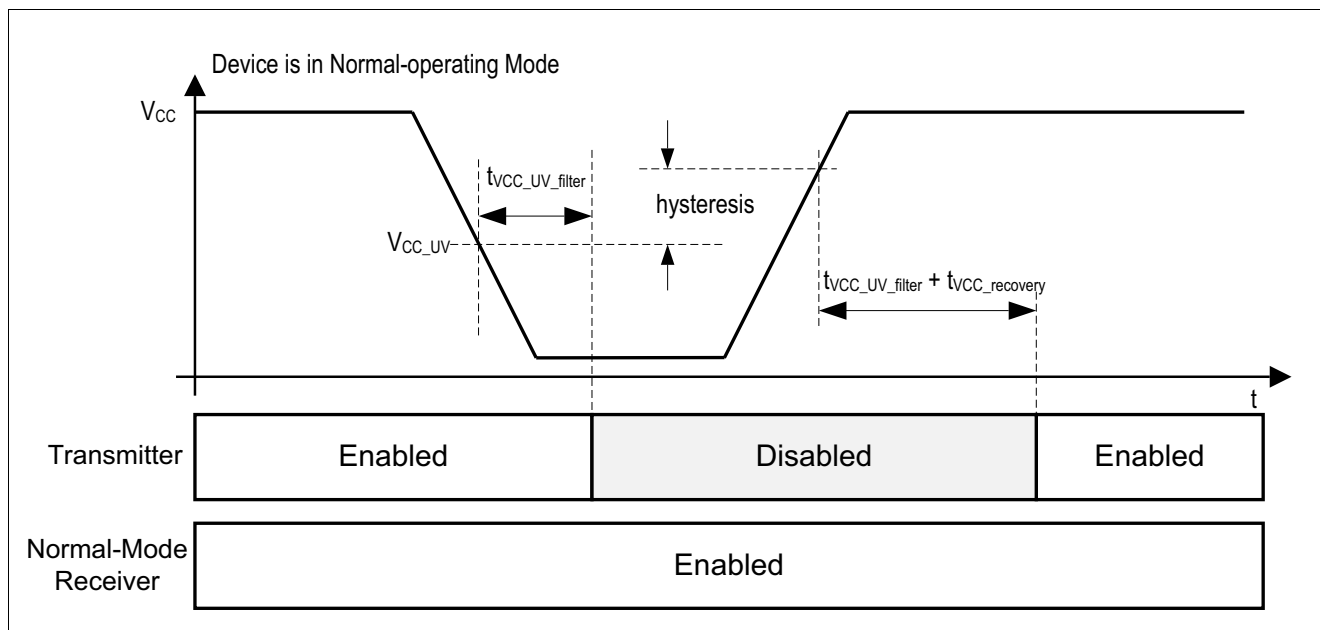 Device is in Normal-operating Mode
VCC
tVCC_UV_filter
hysteresis
VCC_UV
tVCC_UV_filter + tVCC_recovery
t
Transmitter
Enabled
Disabled
Enabled
Normal-Mode
Receiver
Enabled